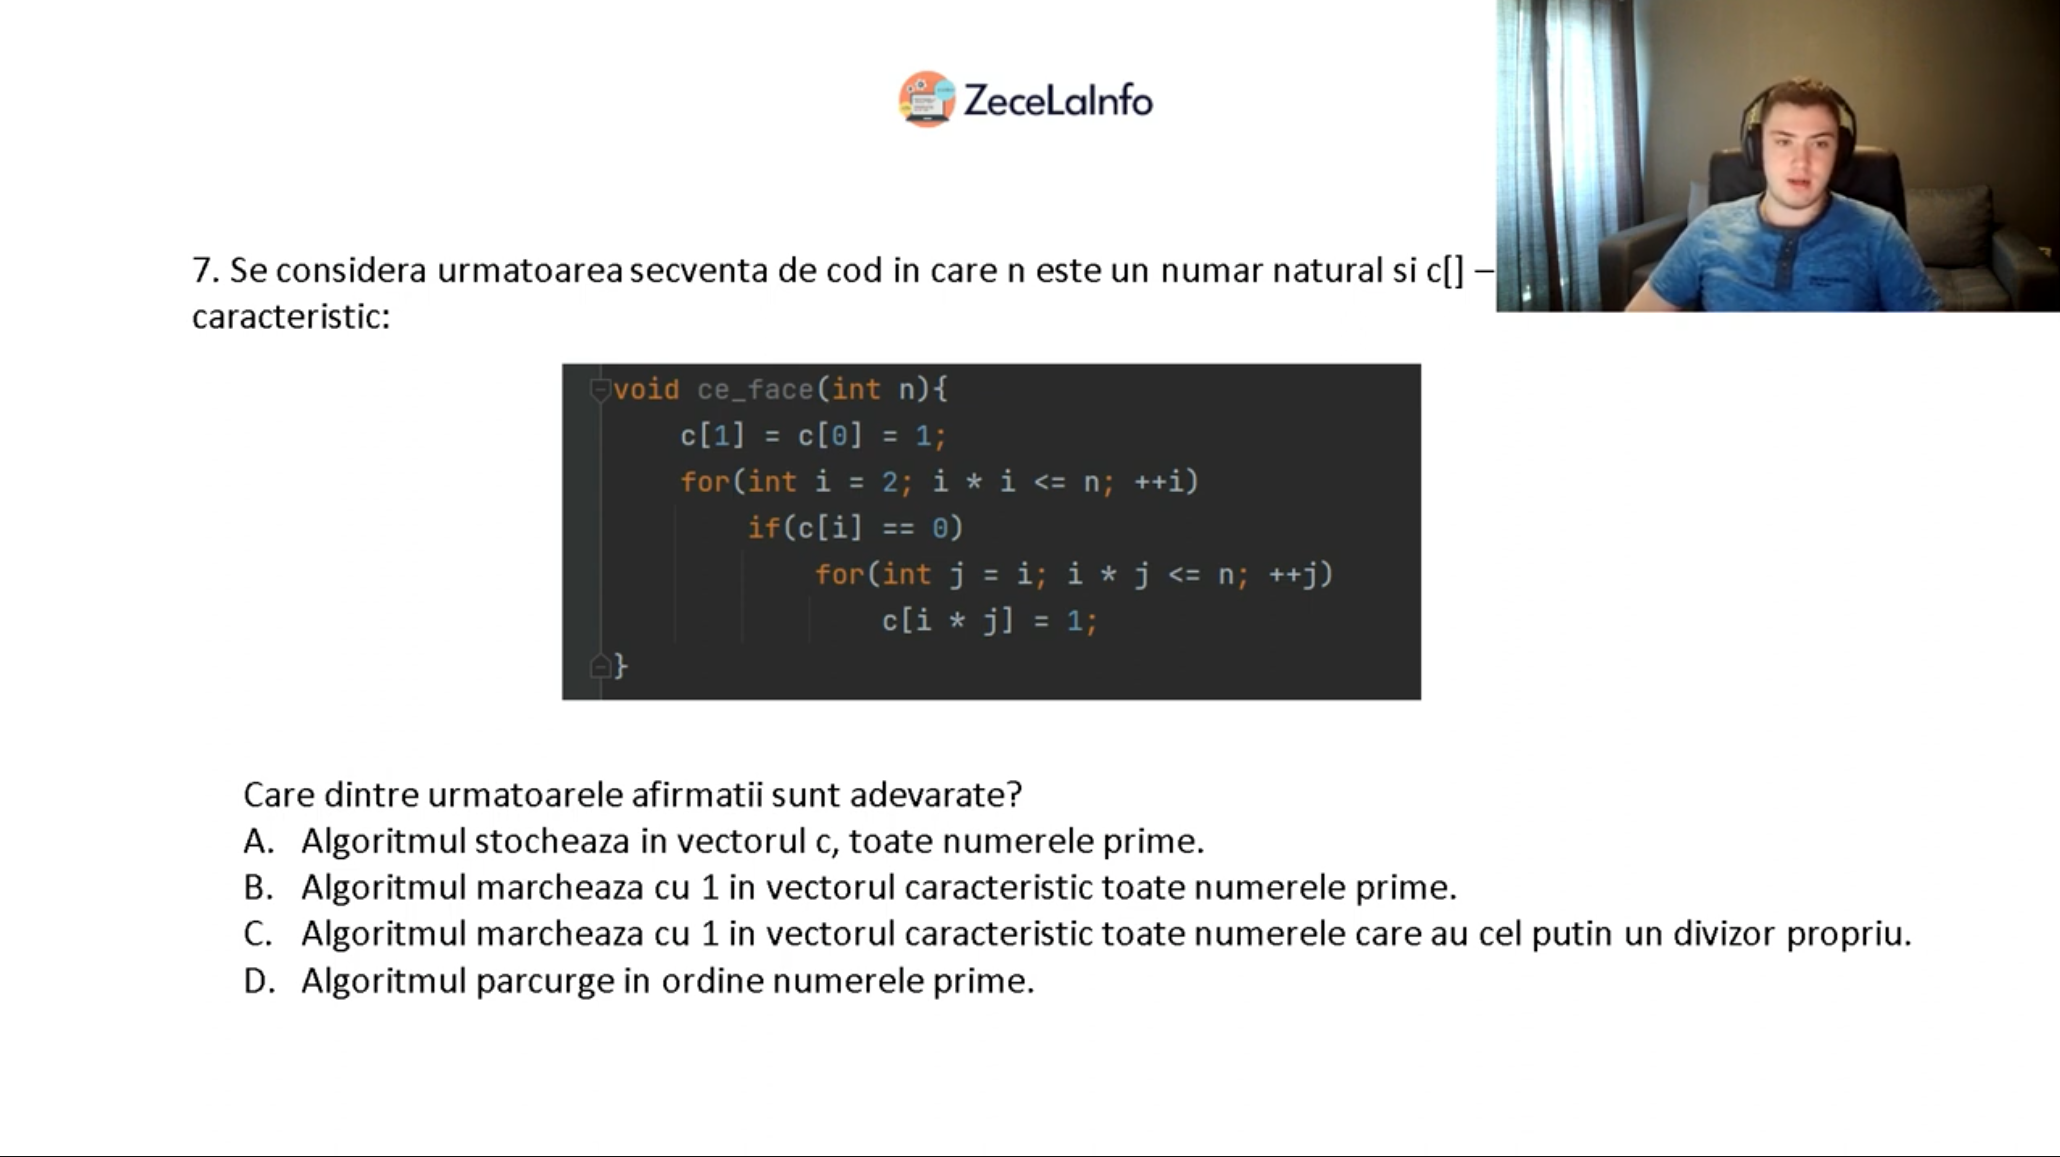 ZeceLaInfo
7. Se considera urmatoarea secventa de cod in care n este un numar natural si c[] –
caracteristic:
void ce_face(int n){
c[1] = c[0] = 1;
for(int i = 2; i * i <= n; ++i)
if(c[i] == 0)
for(int j = i; i * j <= n; ++j)
c[i * j] = 1;
}
Care dintre urmatoarele afirmatii sunt adevarate?
A. Algoritmul stocheaza in vectorul c, toate numerele prime.
B. Algoritmul marcheaza cu 1 in vectorul caracteristic toate numerele prime.
C. Algoritmul marcheaza cu 1 in vectorul caracteristic toate numerele care au cel putin un divizor propriu.
D. Algoritmul parcurge in ordine numerele prime.